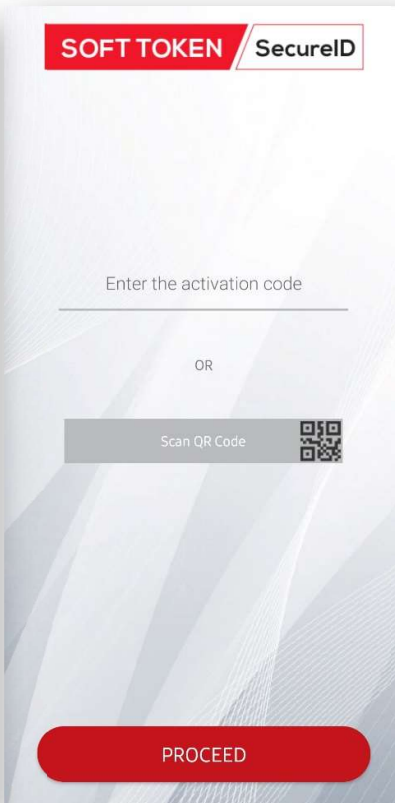 SOFT TOKEN SecureID
Enter the activation code
OR
Scan QR Code
PROCEED